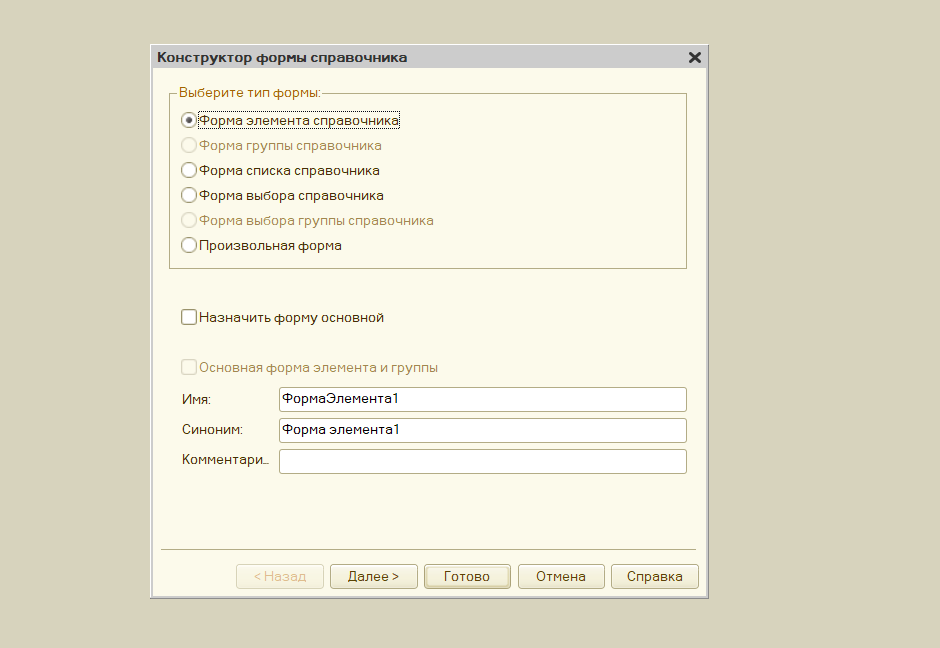 Конструктор формы справочника
Выберите тип формы:
Форма элемента справочника
Форма группы справочника
Форма списка справочника
Форма выбора справочника
Форма выбора группы справочника
Произвольная форма
Назначить форму основной
Основная форма элемента и группы
Имя: ФормаЭлемента1
Синоним: Форма элемента1
Комментари...
< Назад Далее > Готово Отмена Справка